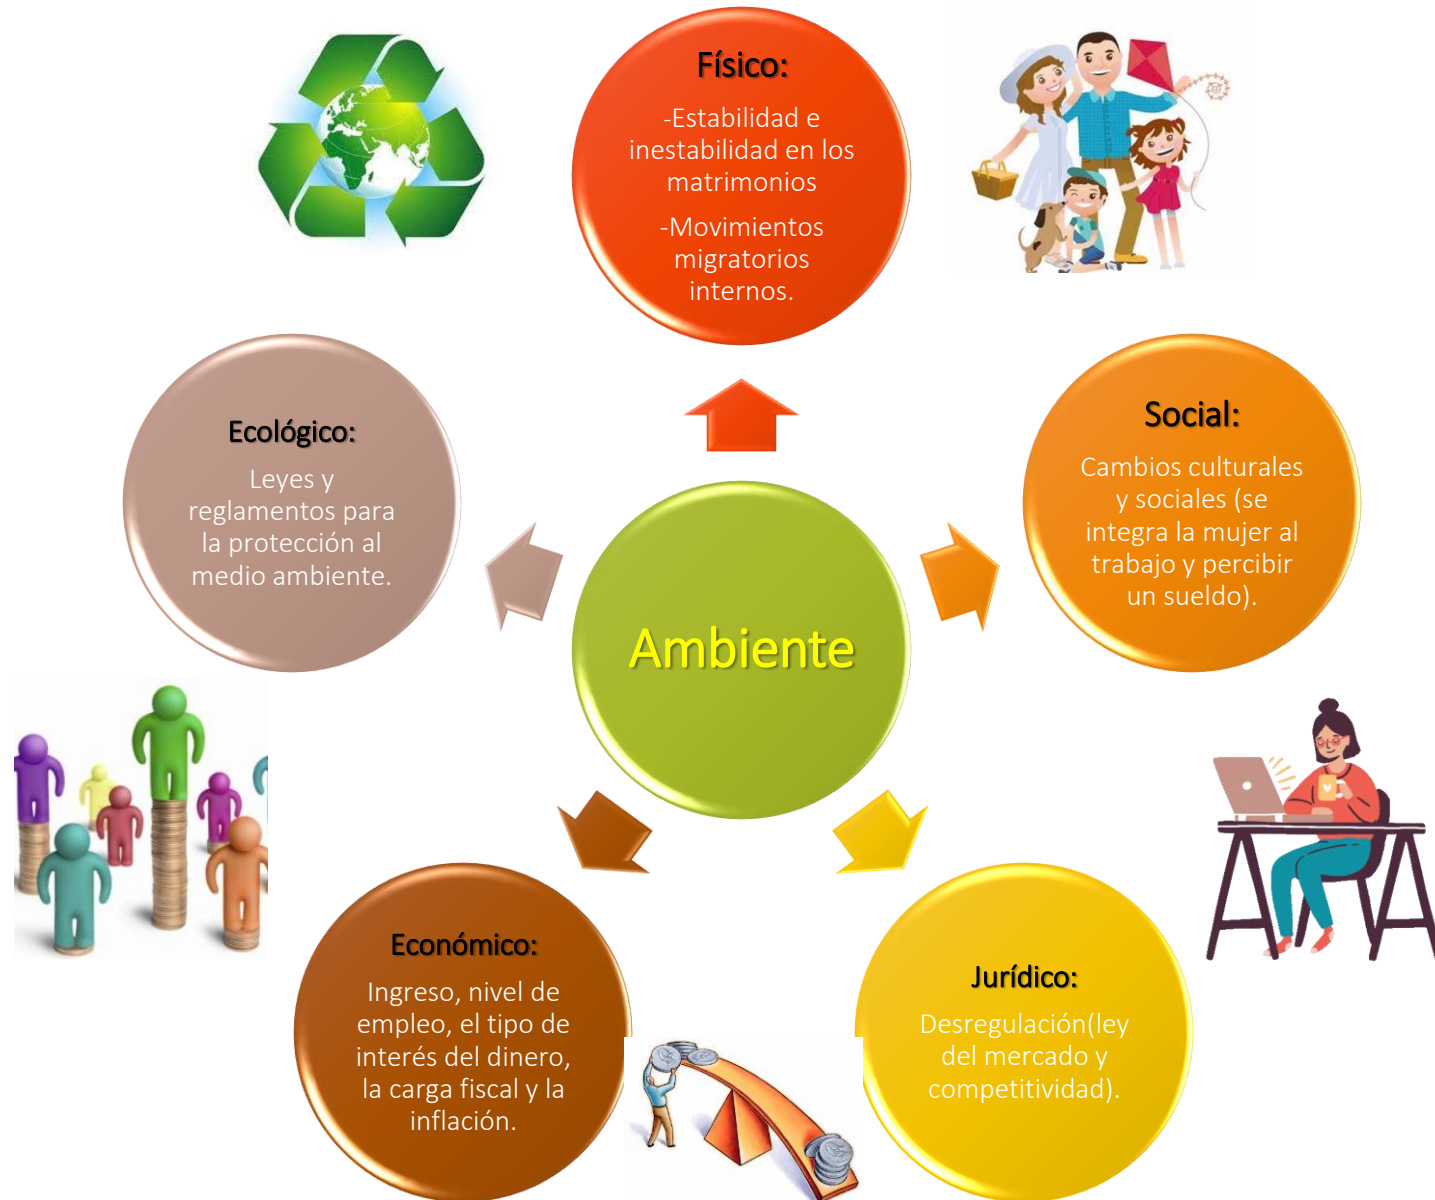 Físico:
-Estabilidad e
inestabilidad en los
matrimonios
-Movimientos
migratorios
internos.
Social:
Cambios culturales
y sociales (se
integra la mujer al
trabajo y percibir
un sueldo).
Jurídico:
Desregulación(ley
del mercado y
competitividad).
Económico:
Ingreso, nivel de
empleo, el tipo de
interés del dinero,
la carga fiscal y la
inflación.
Ecológico:
Leyes y
reglamentos para
la protección al
medio ambiente.
Ambiente